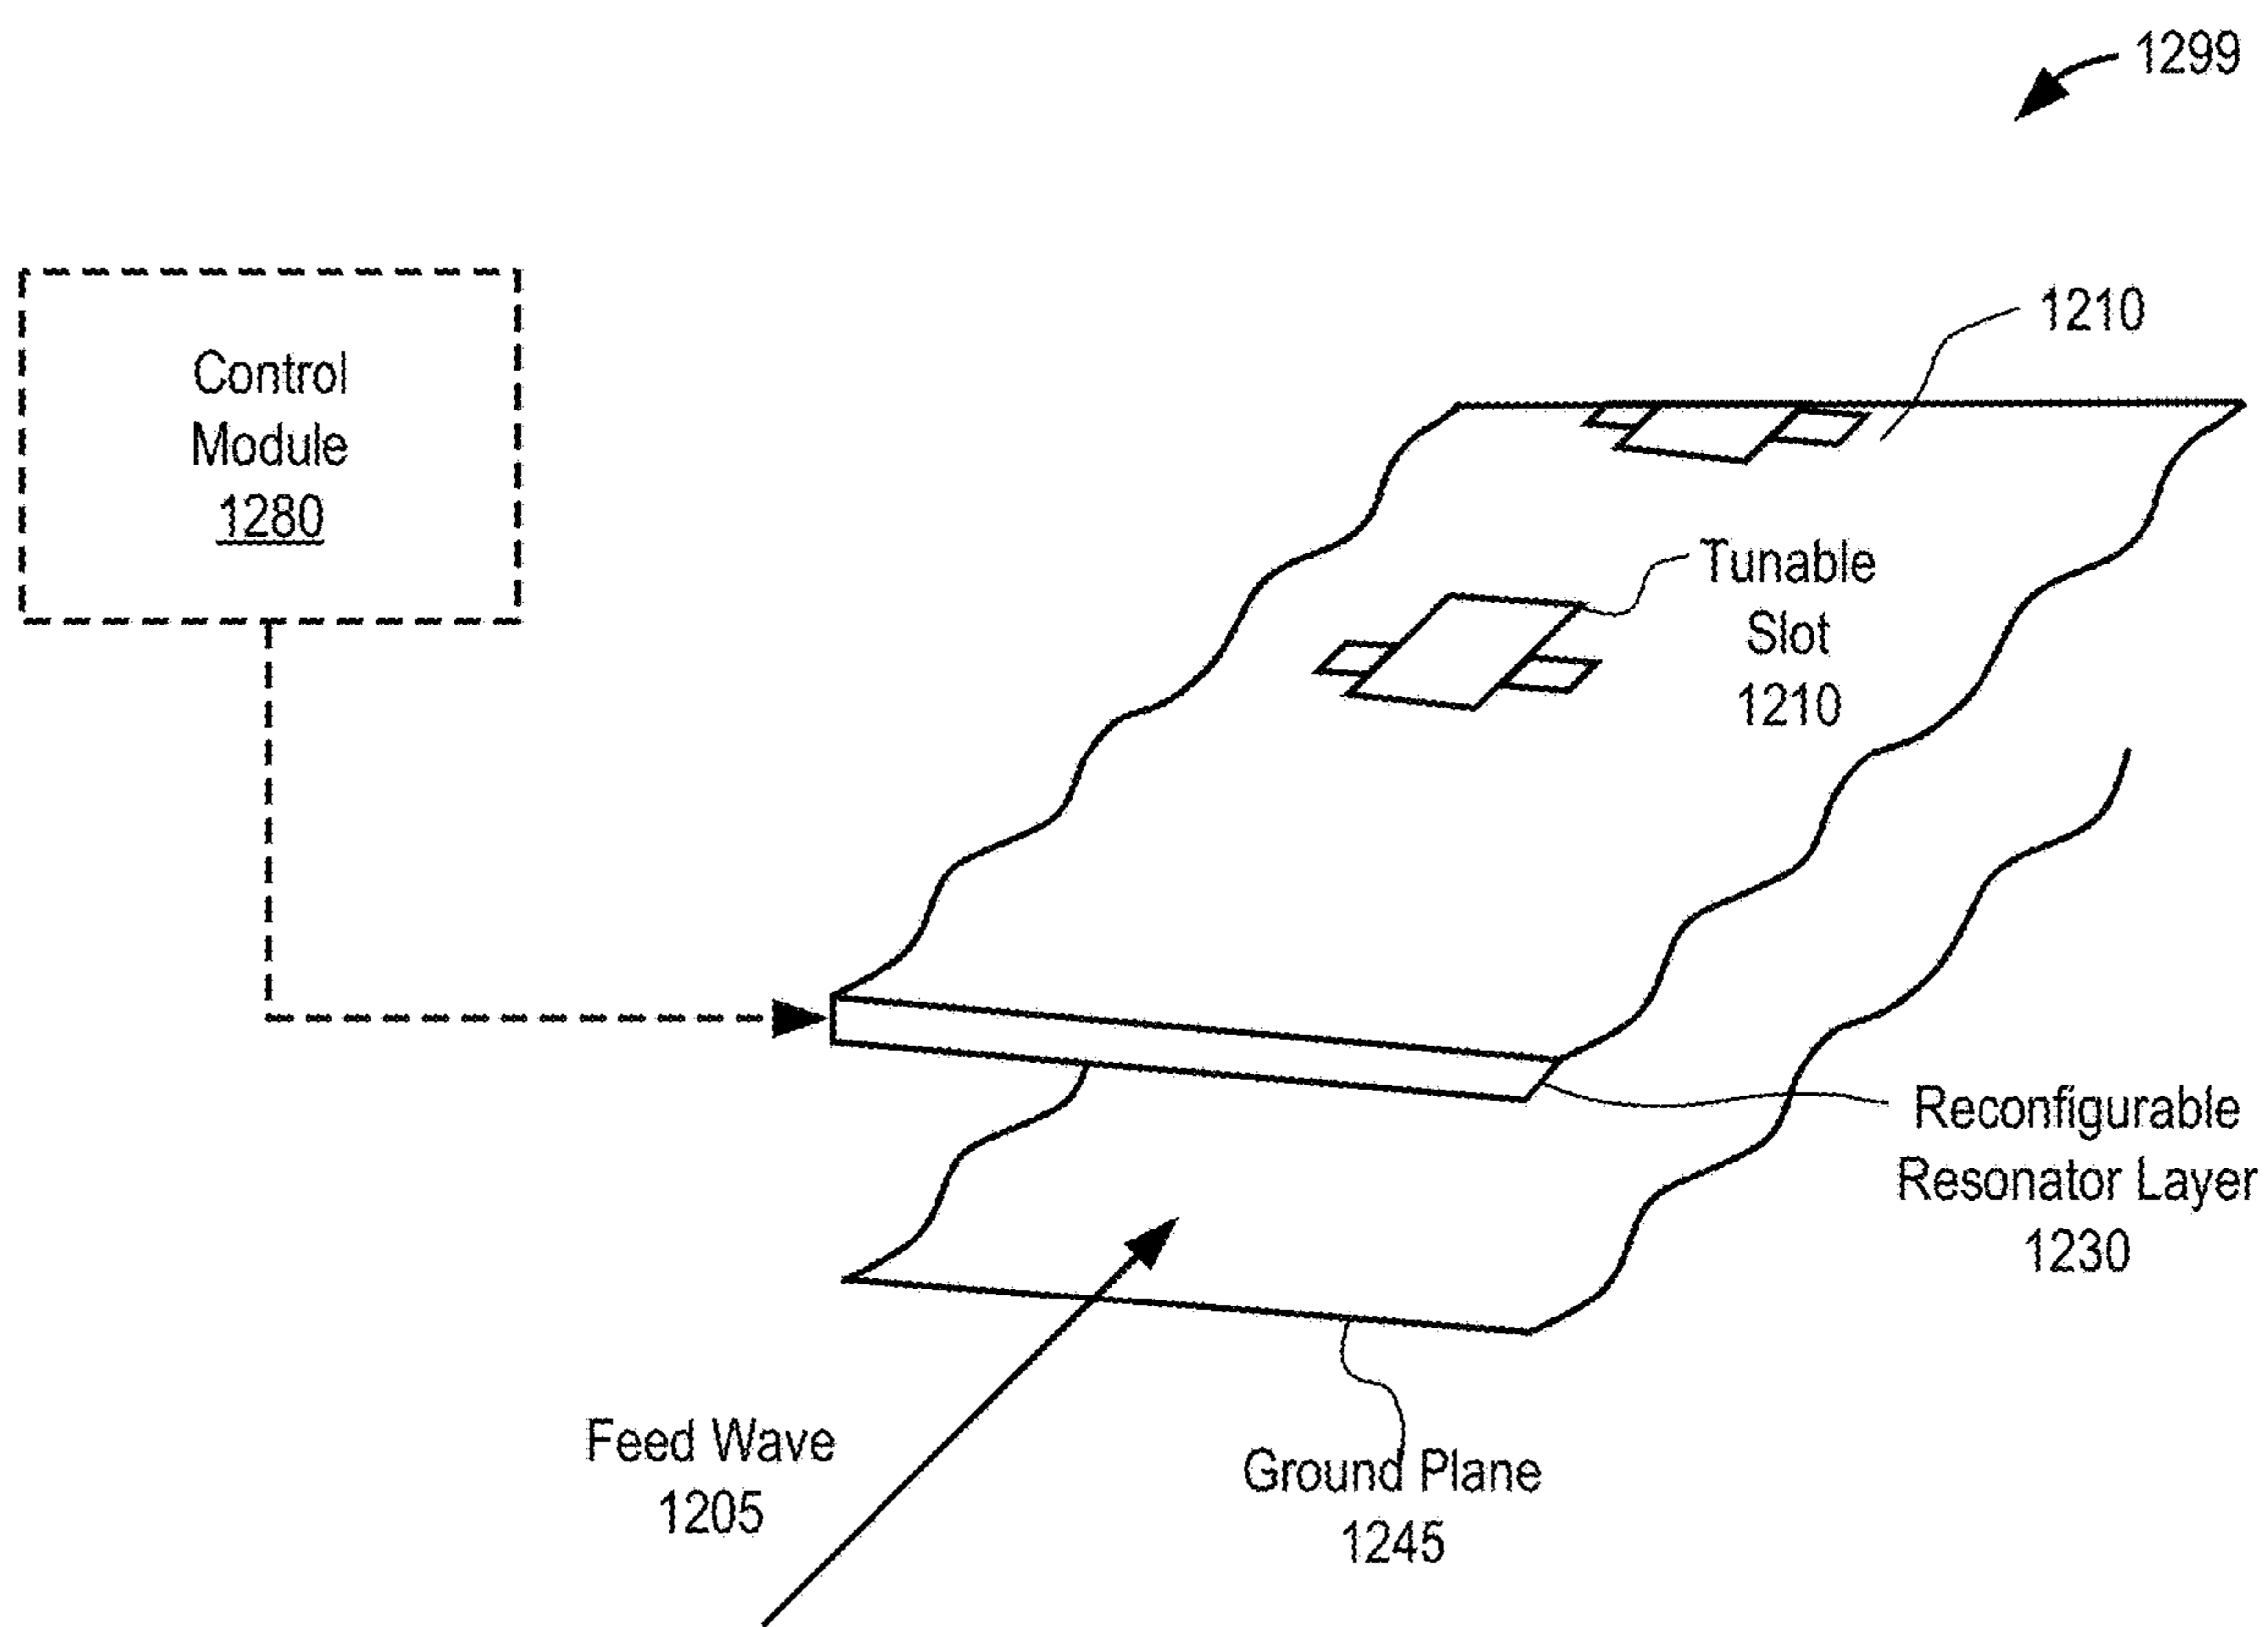 1299
1210
Control
Module
1280
Tunable
Slot
1210
Reconfigurable
Resonator Layer
1230
Feed Wave
1205
Ground Plane
1245